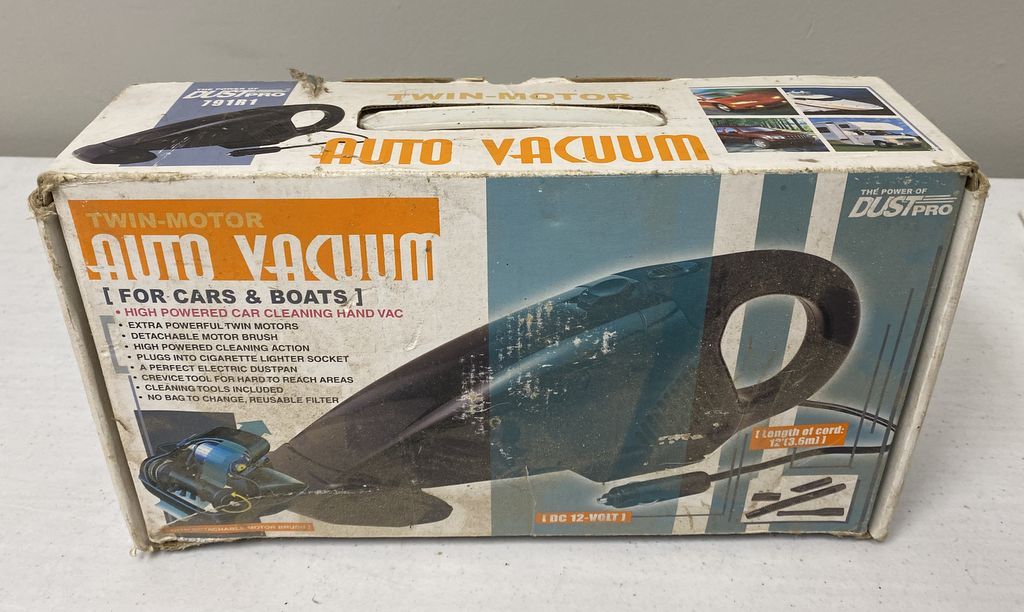 THE POWER OF
DUSTPRO
791R1
TWIN-MOTOR
AUTO VACUUM
TWIN-MOTOR
AUTO VACUUM
[ FOR CARS & BOATS ]
• HIGH POWERED CAR CLEANING HAND VAC
• EXTRA POWERFUL TWIN MOTORS
• DETACHABLE MOTOR BRUSH
• HIGH POWERED CLEANING ACTION
• PLUGS INTO CIGARETTE LIGHTER SOCKET
• A PERFECT ELECTRIC DUSTPAN
• CREVICE TOOL FOR HARD TO REACH AREAS
• CLEANING TOOLS INCLUDED
• NO BAG TO CHANGE, REUSABLE FILTER
THE POWER OF
DUSTPRO
[ Length of cord:
12'(3.6m) ]
[ DC 12-VOLT ]
DETACHABLE MOTOR BRUSH ]